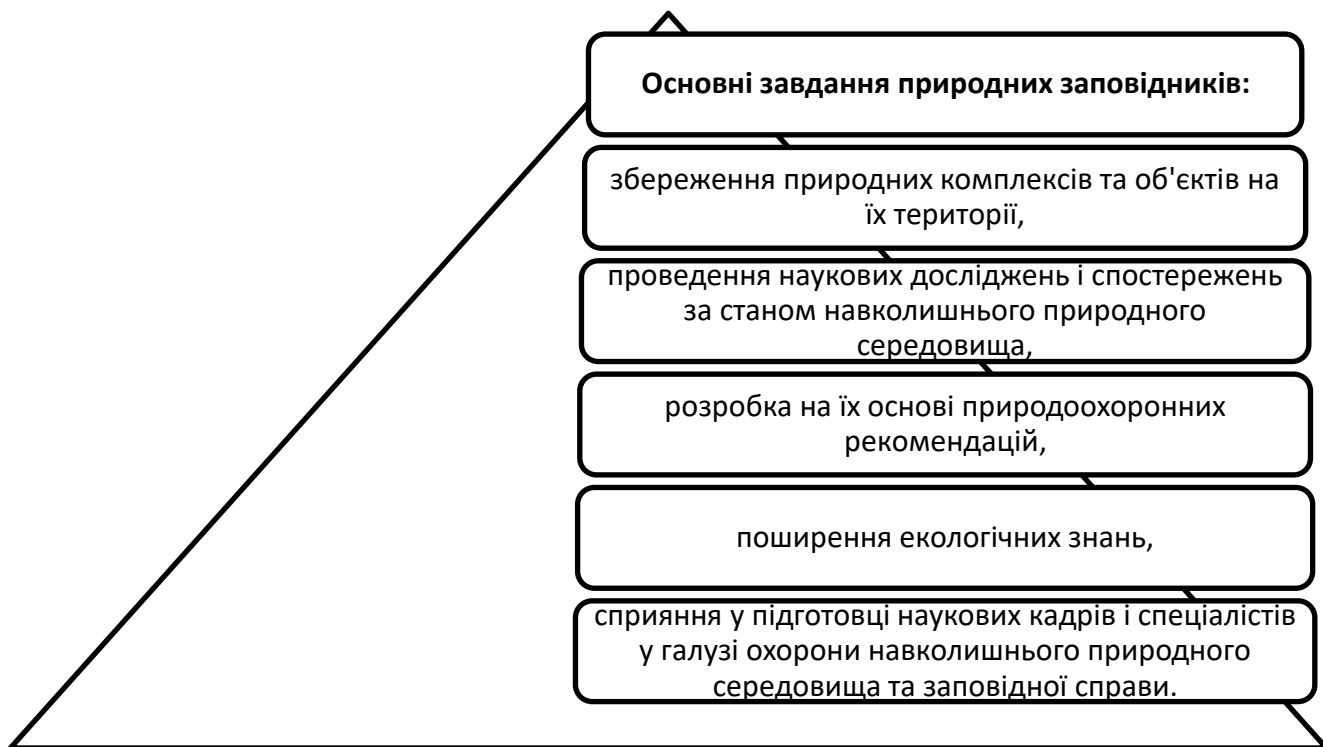 Основні завдання природних заповідників:
збереження природних комплексів та об'єктів на
їх території,
проведення наукових досліджень і спостережень
за станом навколишнього природного
середовища,
розробка на їх основі природоохоронних
рекомендацій,
поширення екологічних знань,
сприяння у підготовці наукових кадрів і спеціалістів
у галузі охорони навколишнього природного
середовища та заповідної справи.